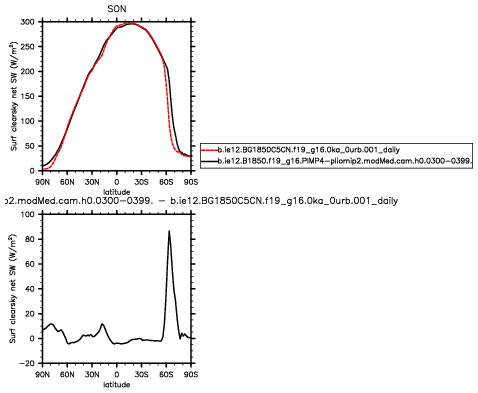 SON
300
250
200
150
100
50
0
Surf clearsky net SW (W/m²)
90N 60N 30N 0 30S 60S 90S
latitude
b.ie12.BG1850C5CN.f19_g16.0ka_0urb.001_daily
b.ie12.B1850.f19_g16.PlMP4-pliomip2.modMed.cam.h0.0300-0399.
p2.modMed.cam.h0.0300-0399. - b.ie12.BG1850C5CN.f19_g16.0ka_0urb.001_daily
100
80
60
40
20
0
-20
Surf clearsky net SW (W/m²)
90N 60N 30N 0 30S 60S 90S
latitude